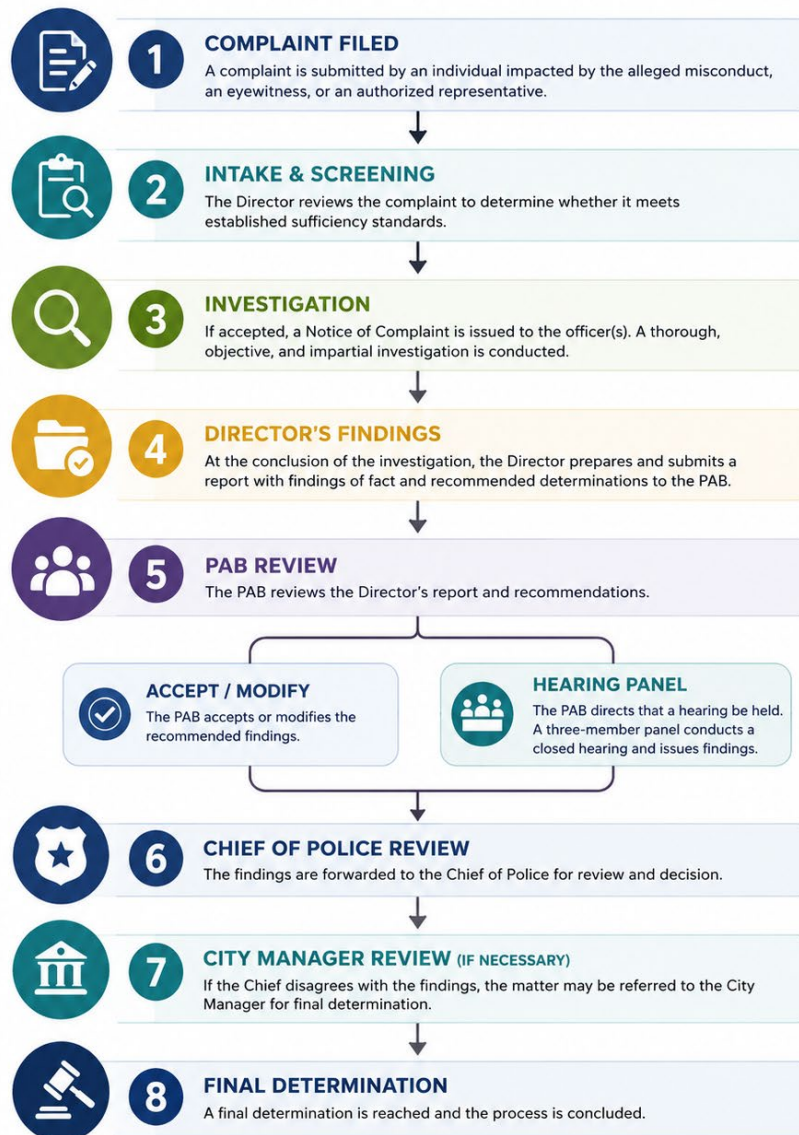 1
COMPLAINT FILED
A complaint is submitted by an individual impacted by the alleged misconduct,
an eyewitness, or an authorized representative.
2
INTAKE & SCREENING
The Director reviews the complaint to determine whether it meets
established sufficiency standards.
3
INVESTIGATION
If accepted, a Notice of Complaint is issued to the officer(s). A thorough,
objective, and impartial investigation is conducted.
4
DIRECTOR'S FINDINGS
At the conclusion of the investigation, the Director prepares and submits a
report with findings of fact and recommended determinations to the PAB.
5
PAB REVIEW
The PAB reviews the Director's report and recommendations.
ACCEPT / MODIFY
The PAB accepts or modifies the
recommended findings.
HEARING PANEL
The PAB directs that a hearing be held.
A three-member panel conducts a
closed hearing and issues findings.
6
CHIEF OF POLICE REVIEW
The findings are forwarded to the Chief of Police for review and decision.
7
CITY MANAGER REVIEW (IF NECESSARY)
If the Chief disagrees with the findings, the matter may be referred to the City
Manager for final determination.
8
FINAL DETERMINATION
A final determination is reached and the process is concluded.